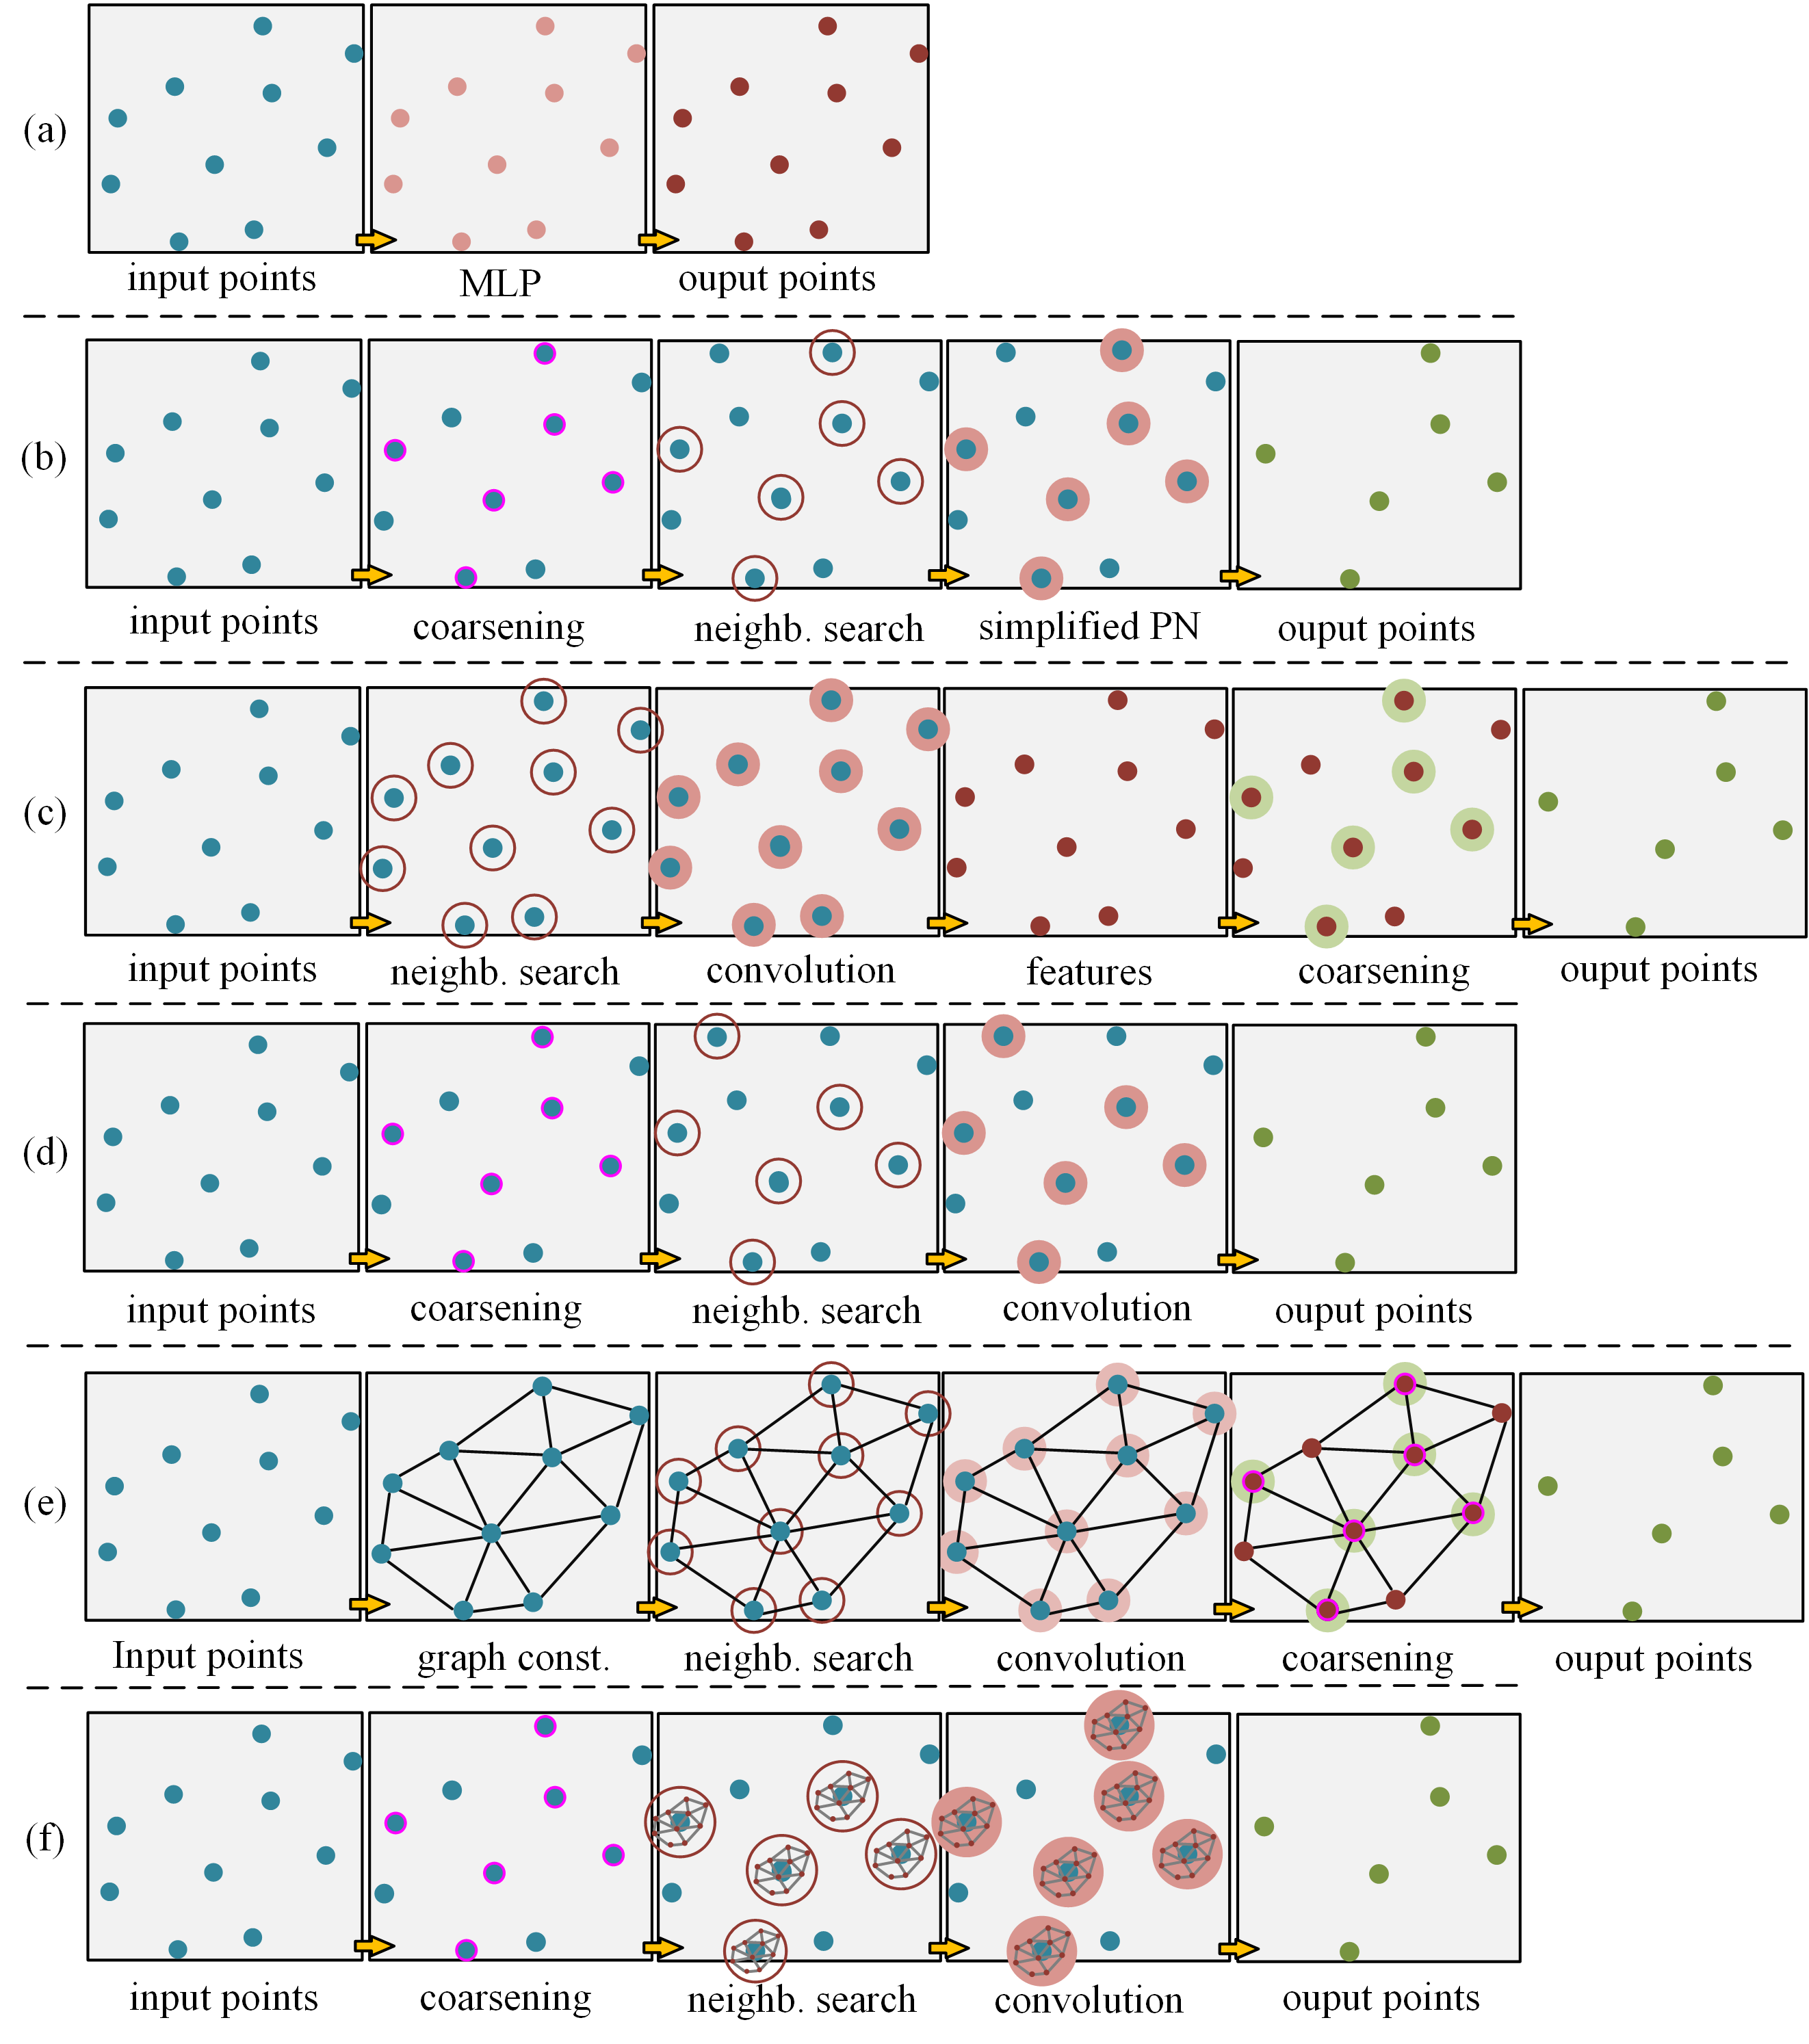 (a)
input points MLP ouput points
(b)
input points coarsening neighb. search simplified PN ouput points
(c)
input points neighb. search convolution features coarsening ouput points
(d)
input points coarsening neighb. search convolution ouput points
(e)
Input points graph const. neighb. search convolution coarsening ouput points
(f)
input points coarsening neighb. search convolution ouput points